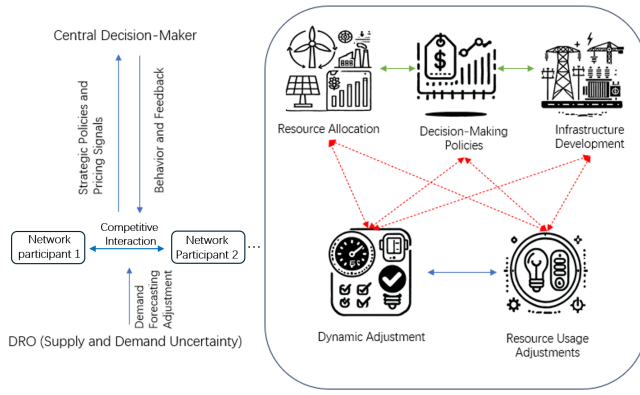 Central Decision-Maker
Strategic Policies and
Pricing Signals
Behavior and Feedback
Network
participant 1
Competitive
Interaction
Network
Participant 2
...
Demand
Forecasting
Adjustment
DRO (Supply and Demand Uncertainty)
$
Resource Allocation
Decision-Making
Policies
Infrastructure
Development
Dynamic Adjustment
Resource Usage
Adjustments